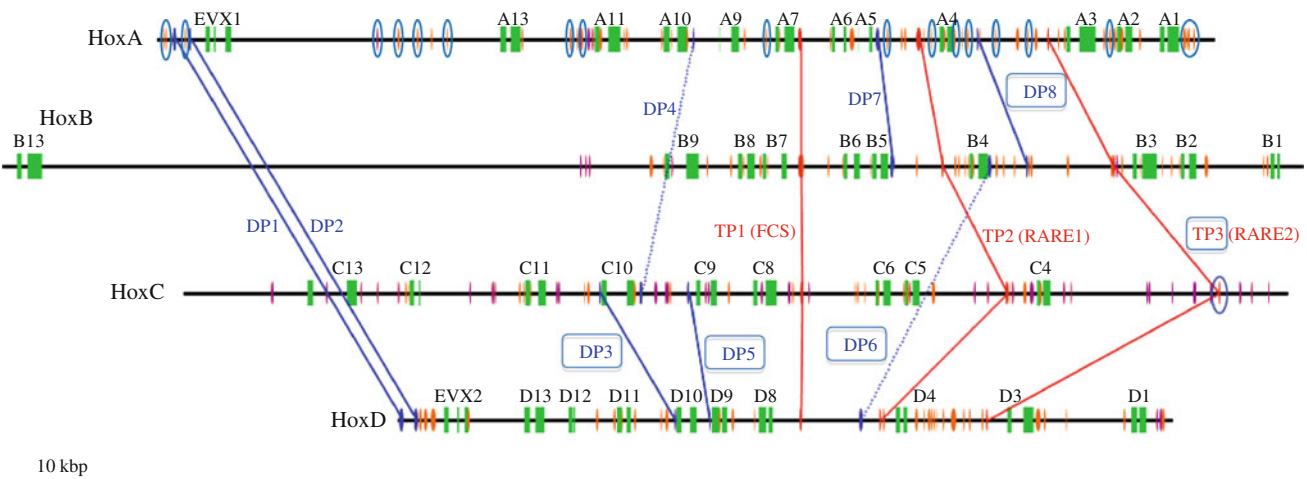 EVX1 A13 A11 A10 A9 A7 A6 A5 A4 A3 A2 A1
HoxA
DP4 DP7 DP8
HoxB
B13 B9 B8 B7 B6 B5 B4 B3 B2 B1
DP1 DP2 TP1 (FCS) TP2 (RARE1) TP3 (RARE2)
C13 C12 C11 C10 C9 C8 C6 C5 C4
HoxC
DP3 DP5 DP6
EVX2 D13 D12 D11 D10 D9 D8 D4 D3 D1
HoxD
10 kbp